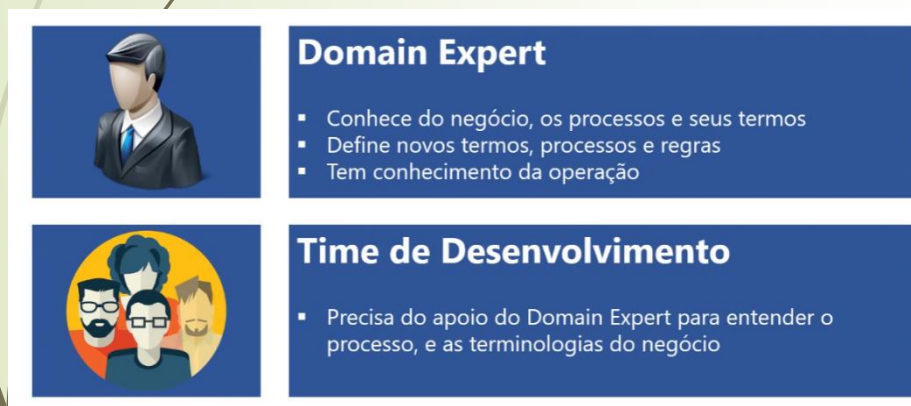 Domain Expert
▪ Conhece do negócio, os processos e seus termos
▪ Define novos termos, processos e regras
▪ Tem conhecimento da operação
Time de Desenvolvimento
▪ Precisa do apoio do Domain Expert para entender o
processo, e as terminologias do negócio